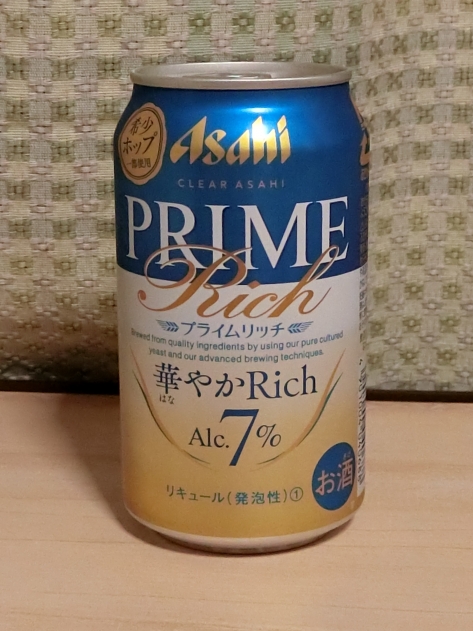 希少
ホップ
一部使用
Asahi
CLEAR ASAHI
PRIME
Rich
プライムリッチ
Brewed from quality ingredients by using our pure cultured
yeast and our advanced brewing techniques.
華やかRich
はな
Alc.7%
お酒
さけ
リキュール(発泡性)①